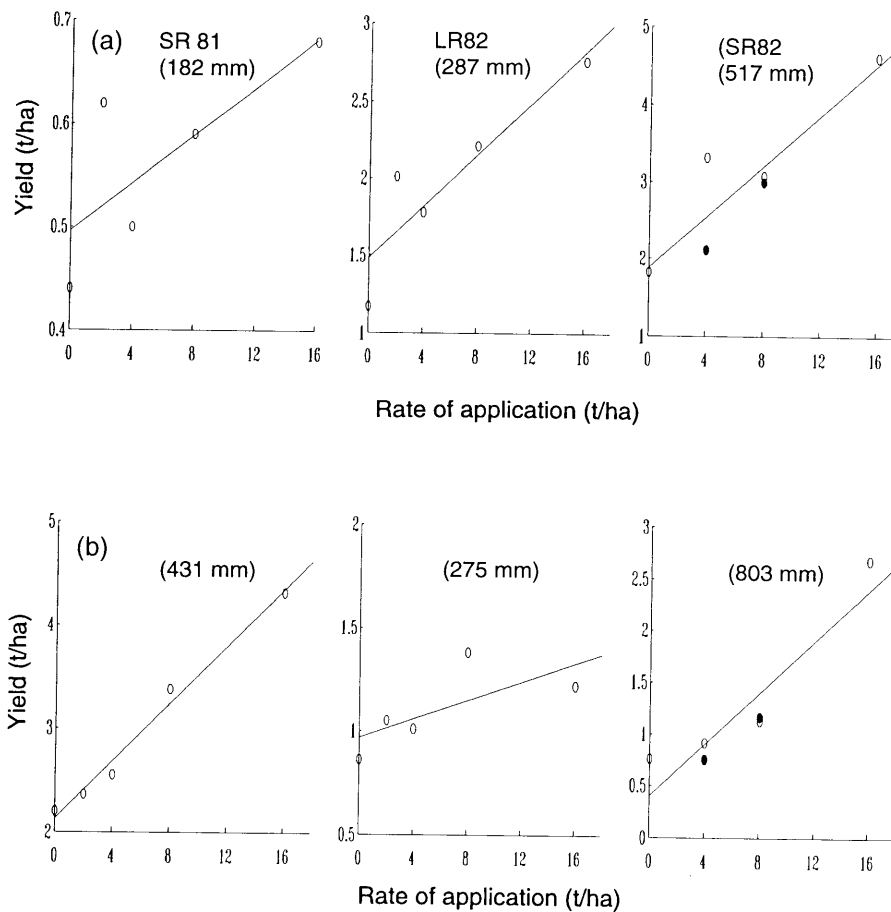 (a)
SR 81
(182 mm)
LR82
(287 mm)
(SR82
(517 mm)
Yield (t/ha)
0.7
0.6
0.5
0.4
0 4 8 12 16
3
2.5
2
1.5
1
0 4 8 12 16
5
4
3
2
1
0 4 8 12 16
Rate of application (t/ha)
(b)
(431 mm)
(275 mm)
(803 mm)
Yield (t/ha)
5
4
3
2
0 4 8 12 16
2
1.5
1
0.5
0 4 8 12 16
3
2.5
2
1.5
1
0.5
0
0 4 8 12 16
Rate of application (t/ha)